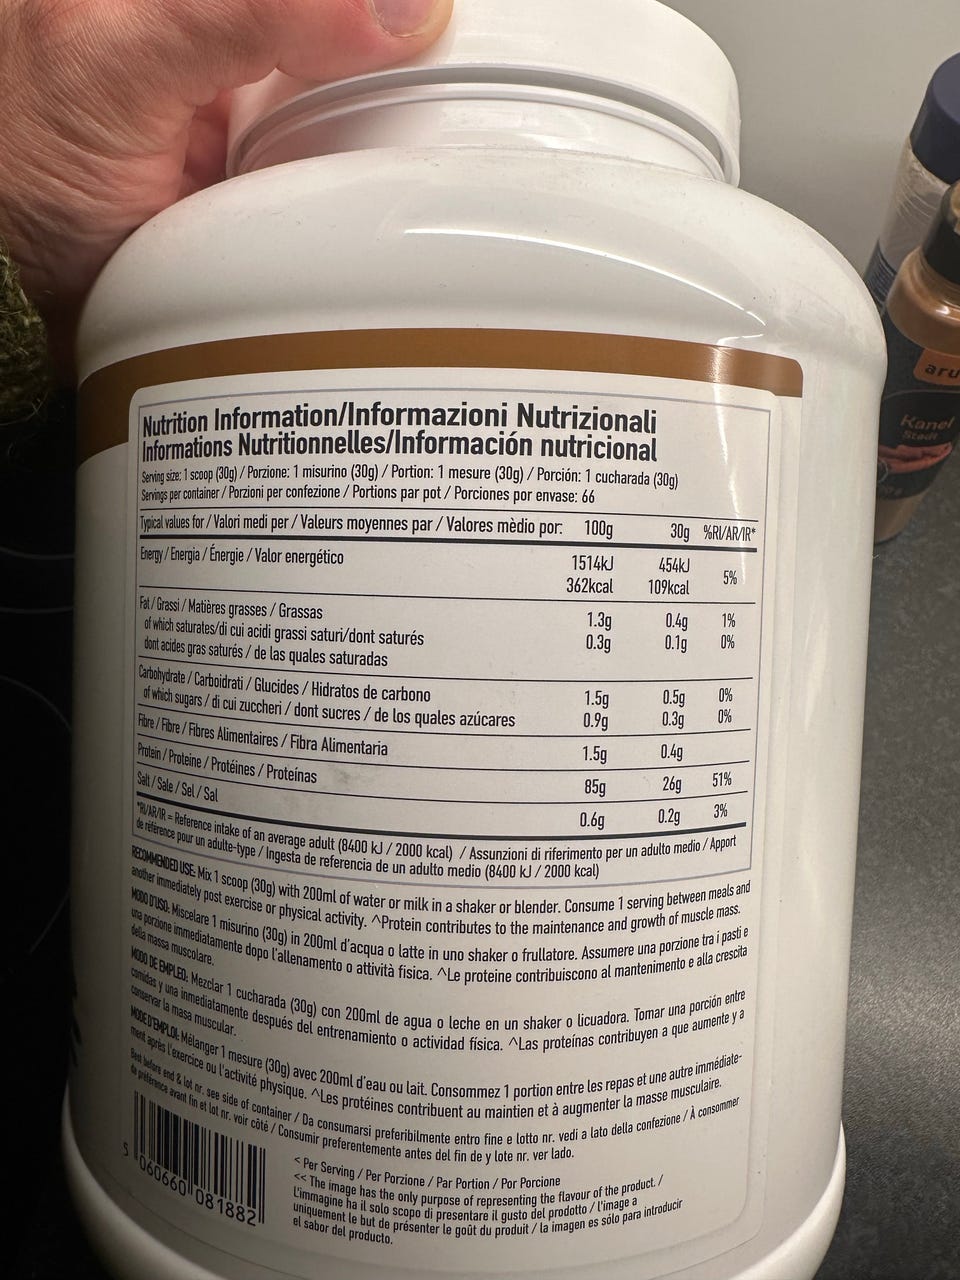 Nutrition Information/Informazioni Nutrizionali
Informations Nutritionnelles/Información nutricional
Serving size: 1 scoop (30g) / Porzione: 1 misurino (30g) / Portion: 1 mesure (30g) / Porción: 1 cucharada (30g)
Servings per container / Porzioni per confezione / Portions par pot / Porciones por envase: 66
Typical values for / Valori medi per / Valeurs moyennes par / Valores mèdio por: 100g 30g %RI/AR/IR*
Energy / Energia / Énergie / Valor energético 1514kJ 454kJ 5%
362kcal 109kcal
Fat / Grassi / Matières grasses / Grassas 1.3g 0.4g 1%
of which saturates/di cui acidi grassi saturi/dont saturés 0.3g 0.1g 0%
dont acides gras saturés / de las quales saturadas
Carbohydrate / Carboidrati / Glucides / Hidratos de carbono 1.5g 0.5g 0%
of which sugars / di cui zuccheri / dont sucres / de los quales azúcares 0.9g 0.3g 0%
Fibre / Fibre / Fibres Alimentaires / Fibra Alimentaria 1.5g 0.4g
Protein / Proteine / Protéines / Proteínas 85g 26g 51%
Salt / Sale / Sel / Sal 0.6g 0.2g 3%
*RI/AR/IR = Reference intake of an average adult (8400 kJ / 2000 kcal) / Assunzioni di riferimento per un adulto medio / Apport
de référence pour un adulte-type / Ingesta de referencia de un adulto medio (8400 kJ / 2000 kcal)
RECOMMENDED USE: Mix 1 scoop (30g) with 200ml of water or milk in a shaker or blender. Consume 1 serving between meals and
another immediately post exercise or physical activity. ^Protein contributes to the maintenance and growth of muscle mass.
MODO D'USO: Miscelare 1 misurino (30g) in 200ml d'acqua o latte in uno shaker o frullatore. Assumere una porzione tra i pasti e
una porzione immediatamente dopo l'allenamento o attività fisica. ^Le proteine contribuiscono al mantenimento e alla crescita
della massa muscolare.
MODO DE EMPLEO: Mezclar 1 cucharada (30g) con 200ml de agua o leche en un shaker o licuadora. Tomar una porción entre
comidas y una inmediatamente después del entrenamiento o actividad física. ^Las proteínas contribuyen a que aumente y a
conservar la masa muscular.
MODE D'EMPLOI: Mélanger 1 mesure (30g) avec 200ml d'eau ou lait. Consommez 1 portion entre les repas et une autre immédiate-
ment après l'exercice ou l'activité physique. ^Les protéines contribuent au maintien et à augmenter la masse musculaire.
Best before end & lot nr. see side of container / Da consumarsi preferibilmente entro fine e lotto nr. vedi a lato della confezione / À consommer
de préférence avant fin et lot nr. voir côté / Consumir preferentemente antes del fin de y lote nr. ver lado.
< Per Serving / Per Porzione / Par Portion / Por Porcione
<< The image has the only purpose of representing the flavour of the product. /
L'immagine ha il solo scopo di presentare il gusto del prodotto / l'image a
uniquement le but de présenter le goût du produit / la imagen es sólo para introducir
el sabor del producto.
5 060660 081882
aru
Kanel
Stødt